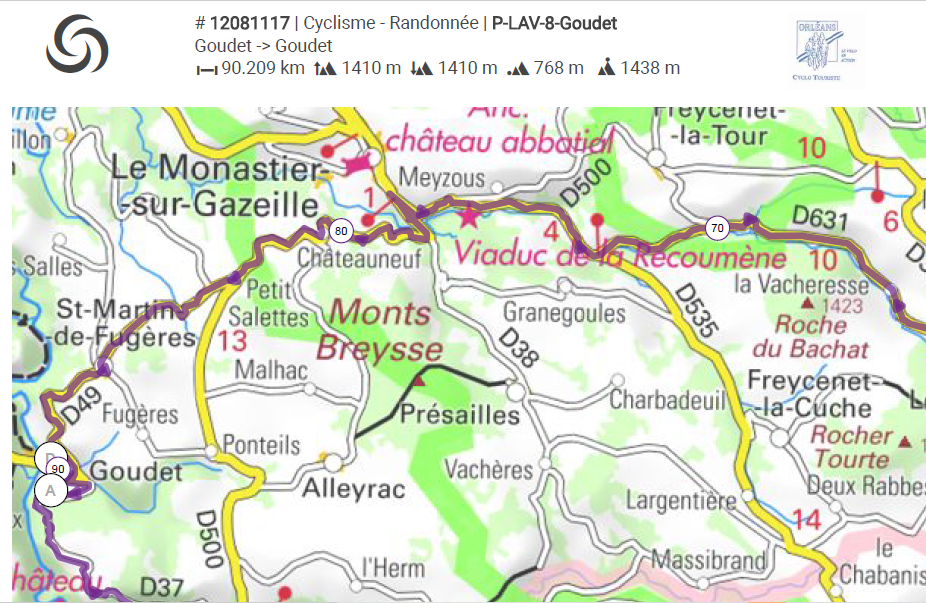 # 12081117 | Cyclisme - Randonnée | P-LAV-8-Goudet
Goudet -> Goudet
90.209 km 1410 m 1410 m 768 m 1438 m
ORLÉANS
CYCLO TOURISTE
Anc.
château abbatial
Freycenet-
-la-Tour
10
illon
Le Monastier-
-sur-Gazeille
Meyzous
D500
1
4
80
70
D631
6
Châteauneuf
Viaduc de la Recoumène
10
Salles
la Vacheresse
1423
Petit
Salettes
St-Martin-
-de-Fugères
Monts
Breysse
Granegoules
D535
Roche
du Bachat
13
D38
Malhac
Freycenet-
-la-Cuche
D49
Fugères
Présailles
Charbadeuil
Rocher
Tourte
Ponteils
90
A
Goudet
Vachères
Alleyrac
Deux Rabbes
Largentière
14
D500
l'Herm
Massibrand
le
Chabanis
château
D37